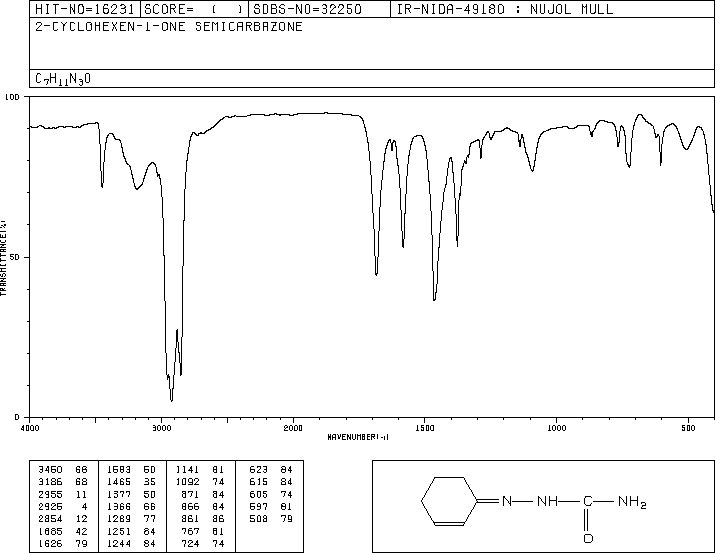 HIT-NO=16231 SCORE= ( ) SDBS-NO=32250 IR-NIDA-49180 : NUJOL MULL
2-CYCLOHEXEN-1-ONE SEMICARBAZONE
C7H11N3O
100
50
0
TRANSMITTANCE(%)
4000 3000 2000 1500 1000 500
WAVENUMBER(-1)
3450 68 1583 50 1141 81 623 84
3186 68 1465 35 1092 74 615 84
2955 11 1377 50 871 84 605 74
2925 4 1366 66 866 84 597 81
2854 12 1289 77 861 86 508 79
1685 42 1251 84 767 81
1626 79 1244 84 724 74
N NH C NH2
O